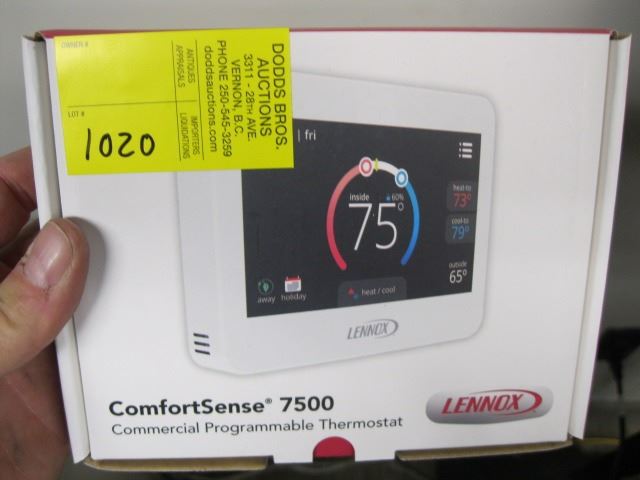 OWNER #
LOT #
1020
ANTIQUES
APPRAISALS
IMPORTERS
LIQUIDATIONS
DODDS BROS.
AUCTIONS
3311 - 28TH AVE.
VERNON, B.C.
PHONE 250-545-3259
doddsauctions.com
| fri
inside
60%
75°
heat-to
73°
cool-to
79°
outside
65°
away
holiday
heat / cool
LENNOX
ComfortSense® 7500
Commercial Programmable Thermostat
LENNOX